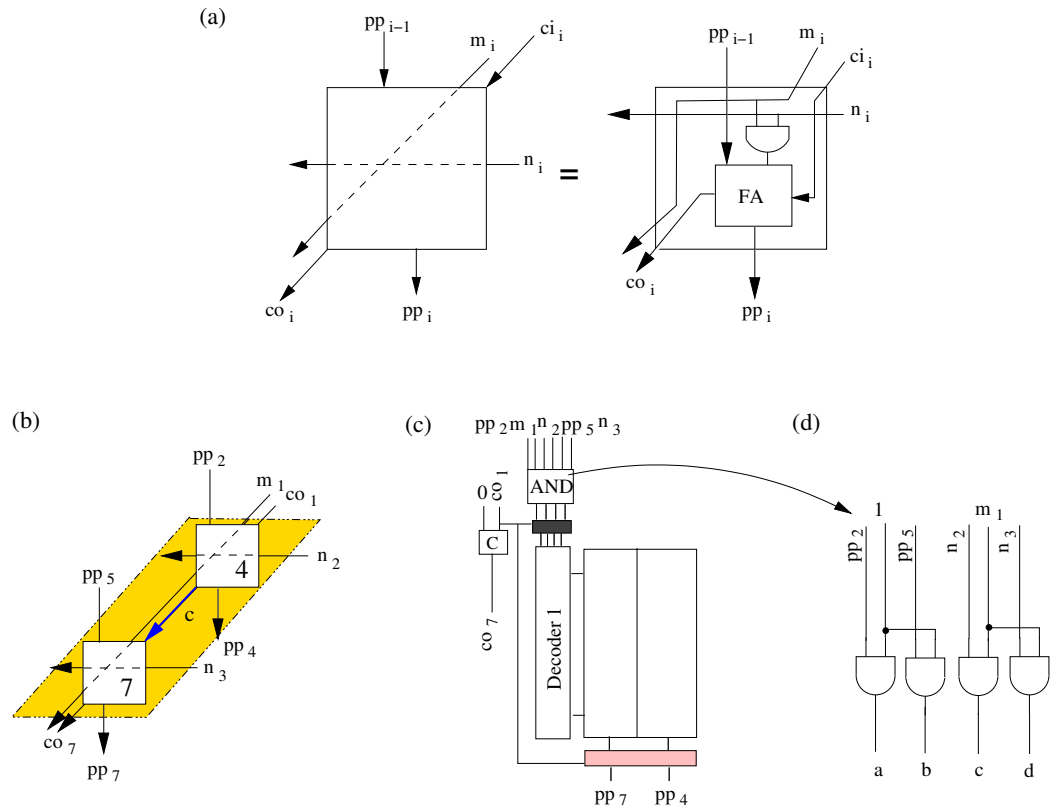 (a)
pp i−1
m i
ci i
n i
co i
pp i
=
pp i−1
m i
ci i
n i
FA
co i
pp i
(b)
pp 2
m 1
co 1
4
n 2
pp 5
c
pp 4
7
n 3
co 7
pp 7
(c)
pp 2 m 1 n 2 pp 5 n 3
0
co 1
AND
C
co 7
Decoder 1
pp 7
pp 4
(d)
pp 2
1
pp 5
n 2
m 1
n 3
a
b
c
d